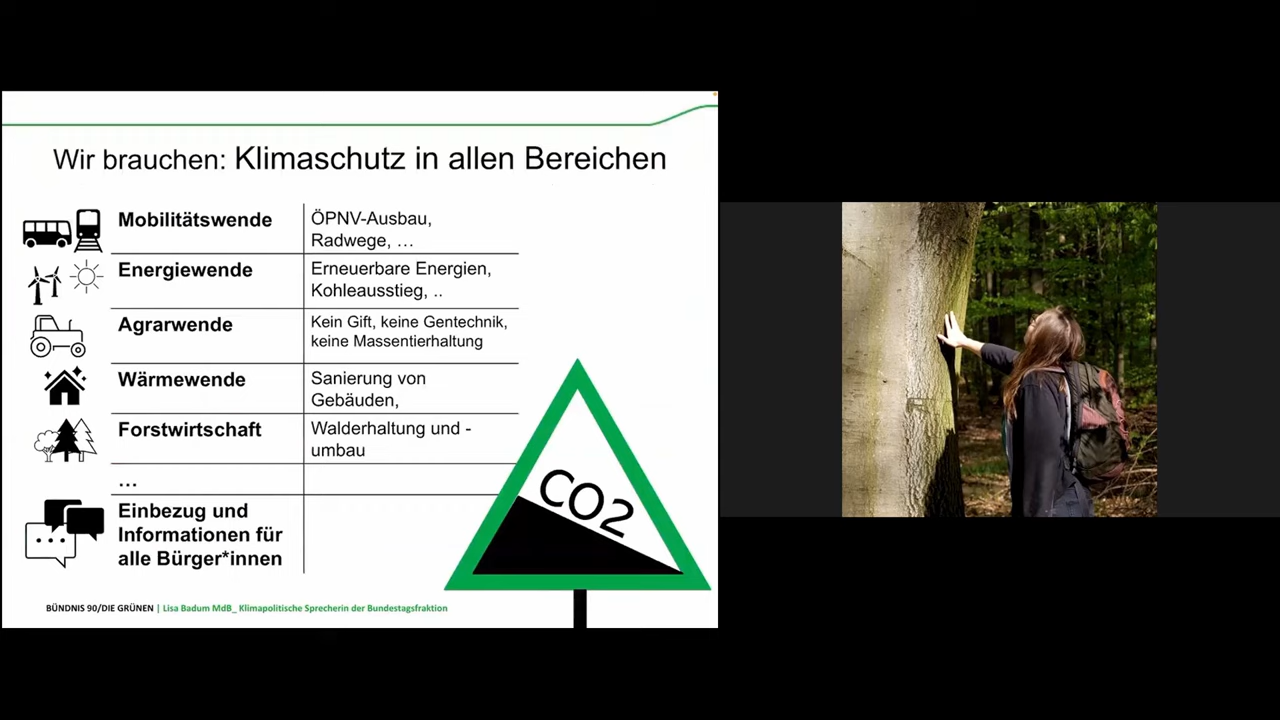 Wir brauchen: Klimaschutz in allen Bereichen
Mobilitätswende
ÖPNV-Ausbau,
Radwege, …
Energiewende
Erneuerbare Energien,
Kohleausstieg, ..
Agrarwende
Kein Gift, keine Gentechnik,
keine Massentierhaltung
Wärmewende
Sanierung von
Gebäuden,
Forstwirtschaft
Walderhaltung und -
umbau
…
Einbezug und
Informationen für
alle Bürger*innen
CO2
BÜNDNIS 90/DIE GRÜNEN | Lisa Badum MdB_ Klimapolitische Sprecherin der Bundestagsfraktion